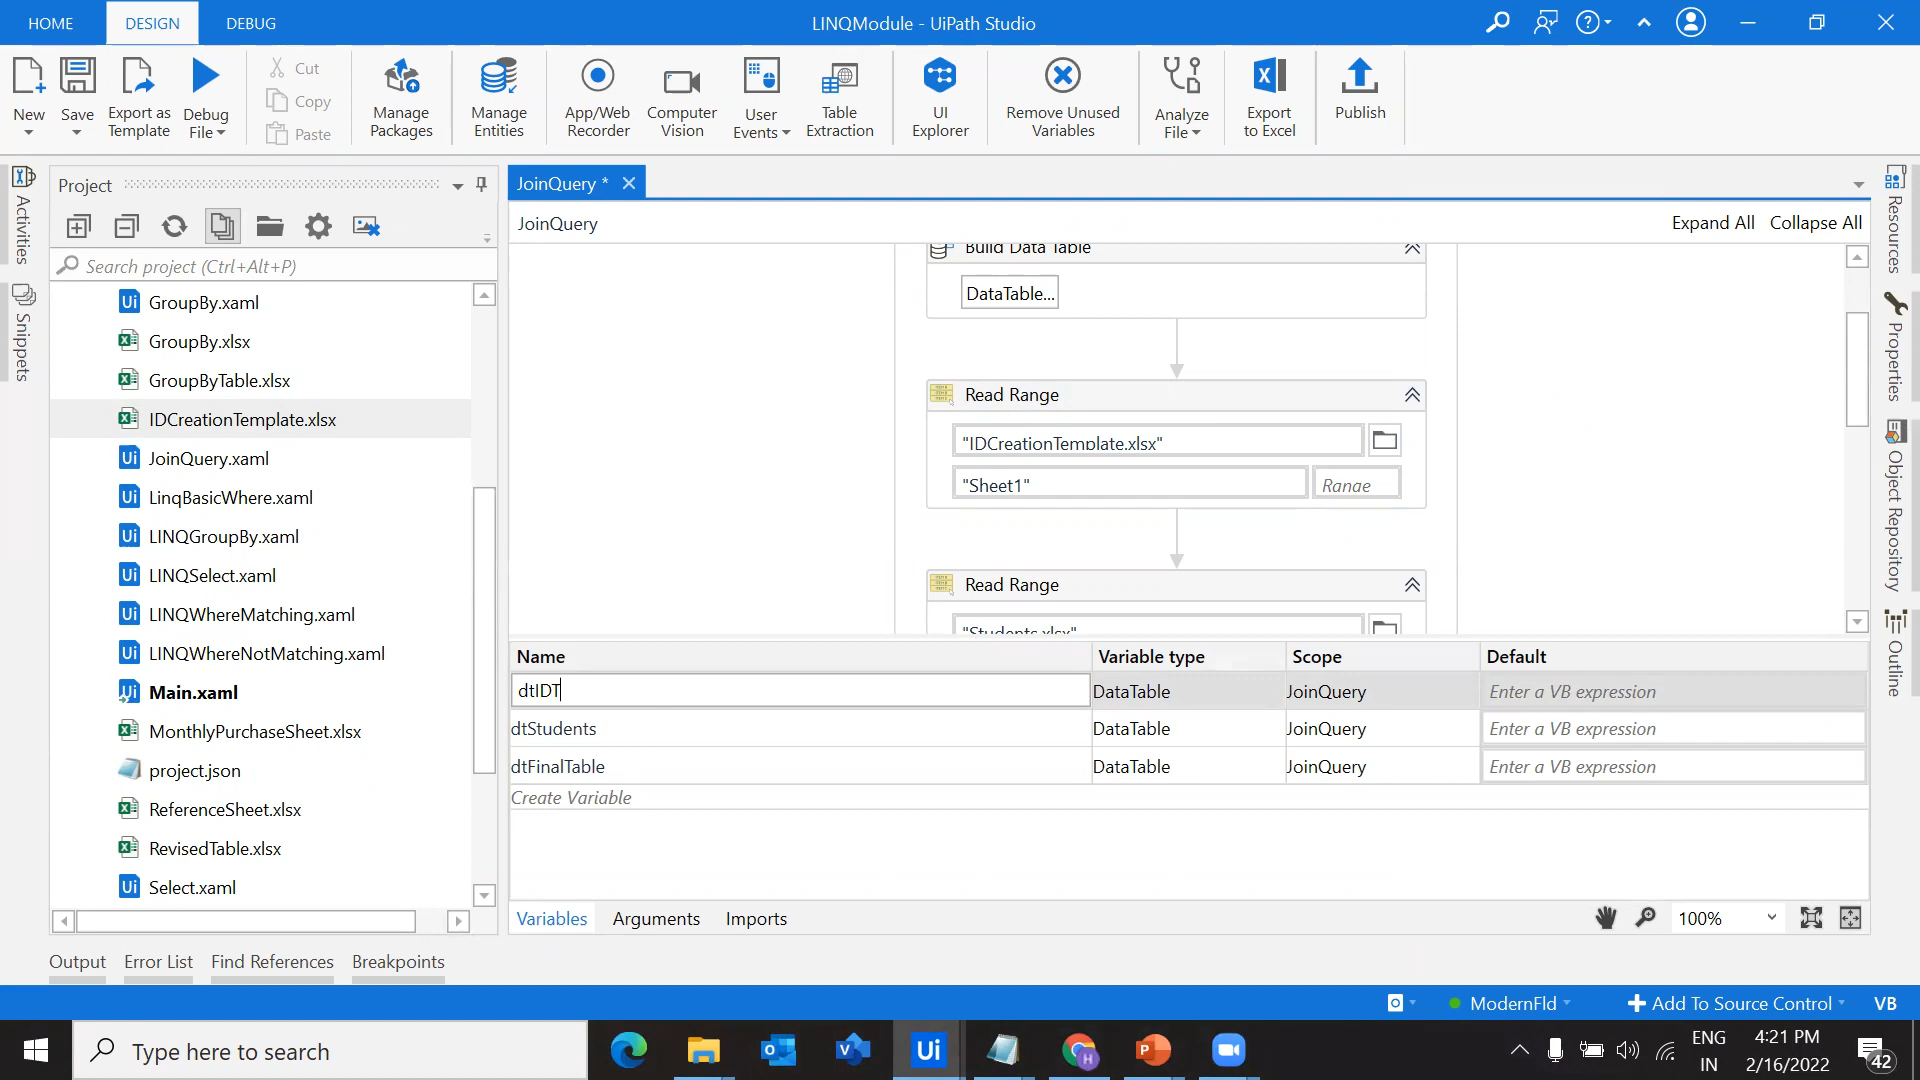 HOME
DESIGN
DEBUG
LINQModule - UiPath Studio
New
Save
Export as Template
Debug File
Cut
Copy
Paste
Manage Packages
Manage Entities
App/Web Recorder
Computer Vision
User Events
Table Extraction
UI Explorer
Remove Unused Variables
Analyze File
Export to Excel
Publish
Activities
Snippets
Project
Search project (Ctrl+Alt+P)
GroupBy.xaml
GroupBy.xlsx
GroupByTable.xlsx
IDCreationTemplate.xlsx
JoinQuery.xaml
LinqBasicWhere.xaml
LINQGroupBy.xaml
LINQSelect.xaml
LINQWhereMatching.xaml
LINQWhereNotMatching.xaml
Main.xaml
MonthlyPurchaseSheet.xlsx
project.json
ReferenceSheet.xlsx
RevisedTable.xlsx
Select.xaml
JoinQuery *
JoinQuery
Expand All
Collapse All
Build Data Table
DataTable...
Read Range
"IDCreationTemplate.xlsx"
"Sheet1"
Range
Read Range
"Students.xlsx"
Name
Variable type
Scope
Default
dtIDT
DataTable
JoinQuery
Enter a VB expression
dtStudents
DataTable
JoinQuery
Enter a VB expression
dtFinalTable
DataTable
JoinQuery
Enter a VB expression
Create Variable
Variables
Arguments
Imports
100%
Resources
Properties
Object Repository
Outline
Output
Error List
Find References
Breakpoints
ModernFld
Add To Source Control
VB
Type here to search
ENG
IN
4:21 PM
2/16/2022
42